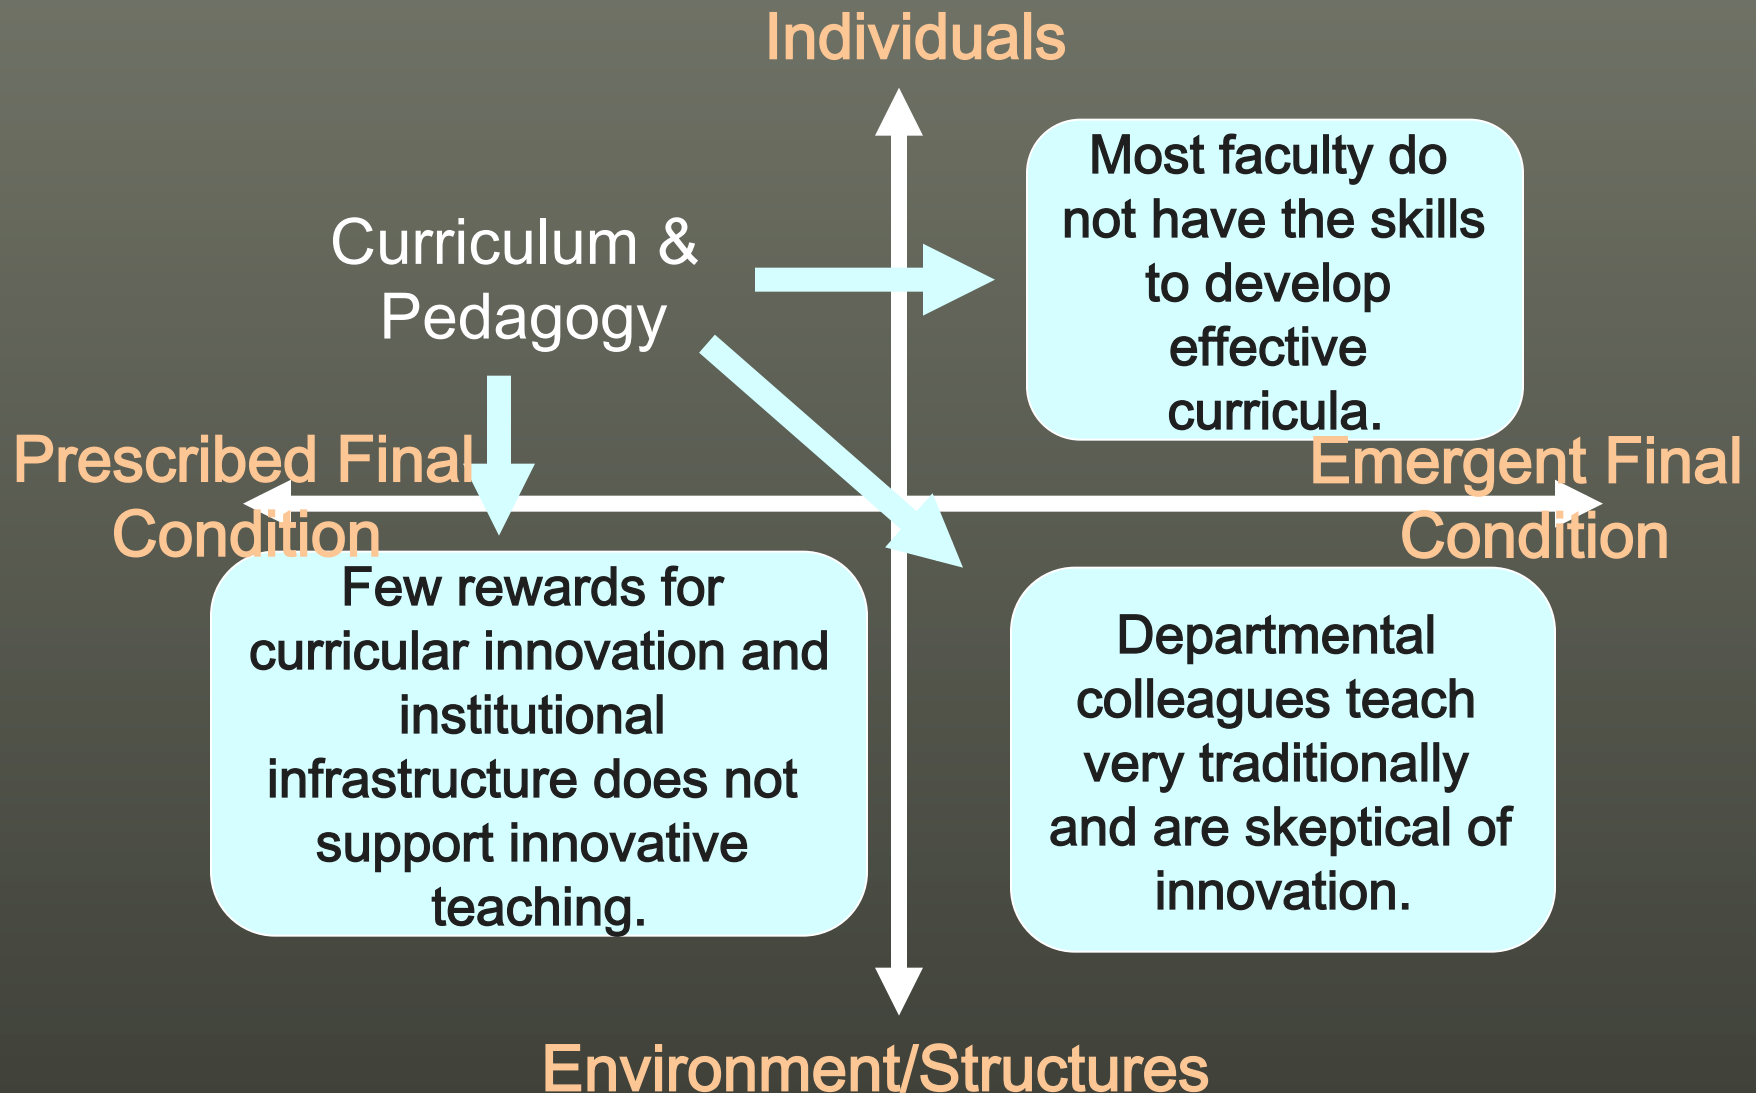 Individuals
Curriculum &
Pedagogy
Most faculty do
not have the skills
to develop
effective
curricula.
Prescribed Final
Condition
Emergent Final
Condition
Few rewards for
curricular innovation and
institutional
infrastructure does not
support innovative
teaching.
Departmental
colleagues teach
very traditionally
and are skeptical of
innovation.
Environment/Structures